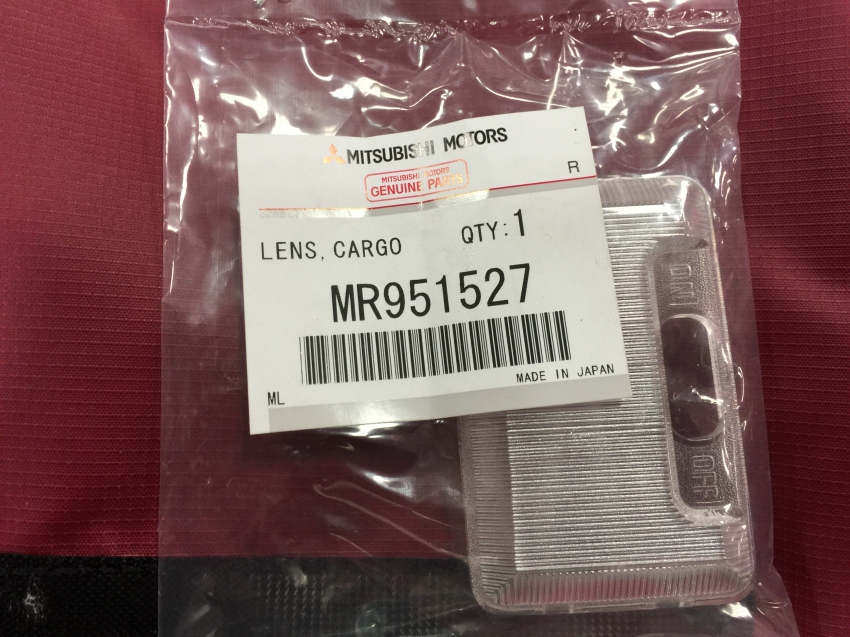 MITSUBISHI MOTORS
MITSUBISHI MOTORS
GENUINE PARTS
R
LENS, CARGO QTY: 1
MR951527
MADE IN JAPAN
ML
ON
OFF